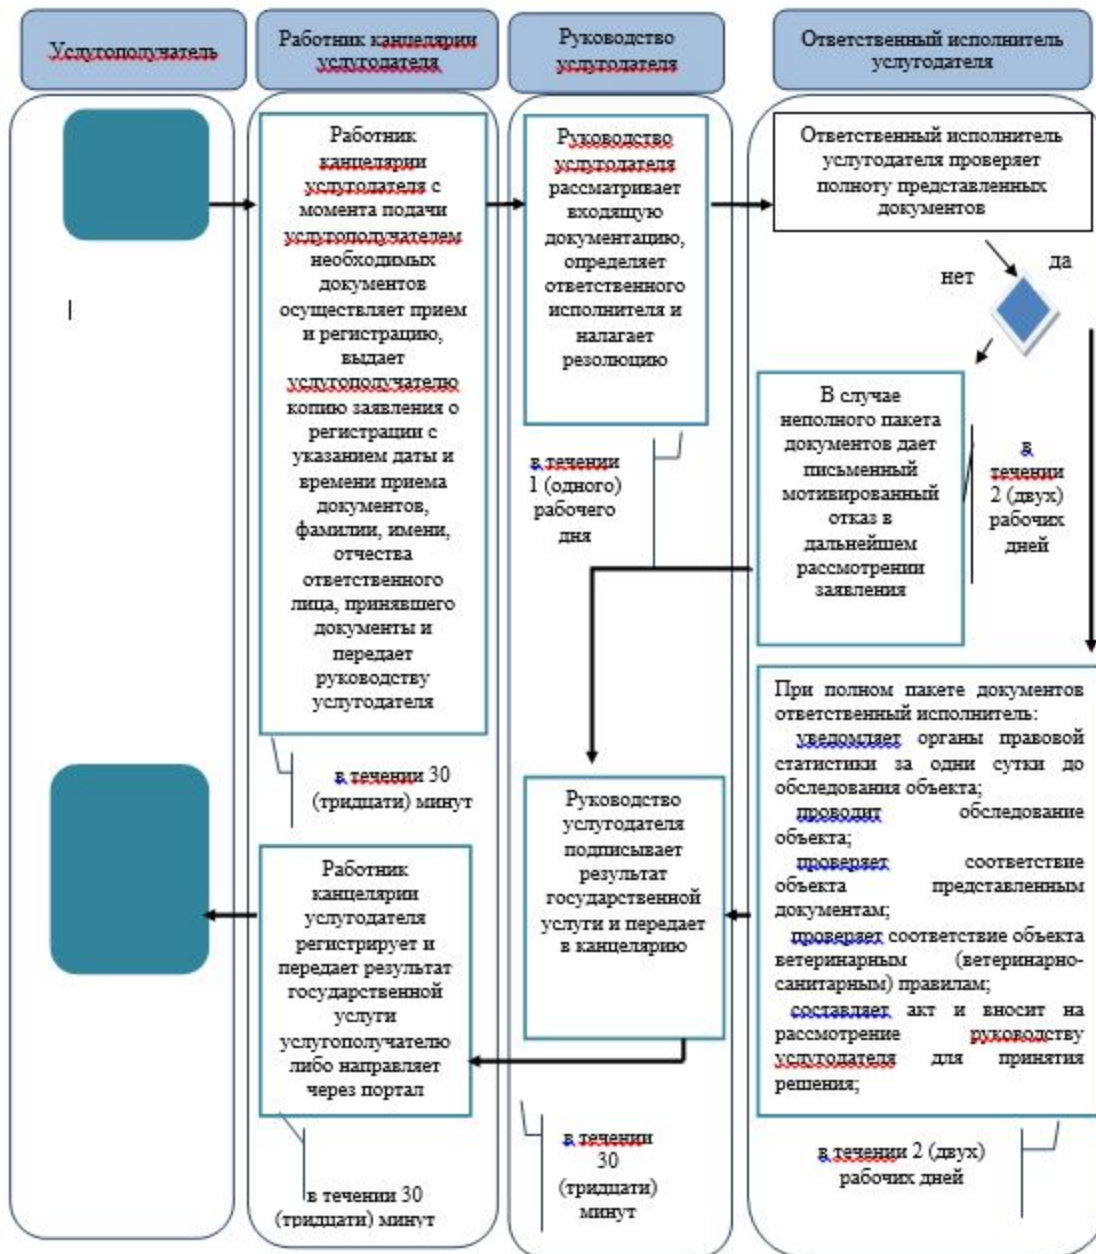 Услугополучатель
Работник канцелярии
услугодателя
Руководство
услугодателя
Ответственный исполнитель
услугодателя
Работник
канцелярии
услугодателя с
момента подачи
услугополучателем
необходимых
документов
осуществляет прием
и регистрацию,
выдает
услугополучателю
копию заявления о
регистрации с
указанием даты и
времени приема
документов,
фамилии, имени,
отчества
ответственного
лица, принявшего
документы и
передает
руководству
услугодателя
в течении 30
(тридцати) минут
Руководство
услугодателя
рассматривает
входящую
документацию,
определяет
ответственного
исполнителя и
налагает
резолюцию
в течении
1 (одного)
рабочего
дня
Ответственный исполнитель
услугодателя проверяет
полноту представленных
документов
нет
да
В случае
неполного пакета
документов дает
письменный
мотивированный
отказ в
дальнейшем
рассмотрении
заявления
в
течении
2 (двух)
рабочих
дней
При полном пакете документов
ответственный исполнитель:
уведомляет органы правовой
статистики за одни сутки до
обследования объекта;
проводит обследование
объекта;
проверяет соответствие
объекта представленным
документам;
проверяет соответствие объекта
ветеринарным (ветеринарно-
санитарным) правилам;
составляет акт и вносит на
рассмотрение руководству
услугодателя для принятия
решения;
в течении 2 (двух)
рабочих дней
Руководство
услугодателя
подписывает
результат
государственной
услуги и передает
в канцелярию
в течении
30
(тридцати)
минут
Работник
канцелярии
услугодателя
регистрирует и
передает результат
государственной
услуги
услугополучателю
либо направляет
через портал
в течении 30
(тридцати) минут